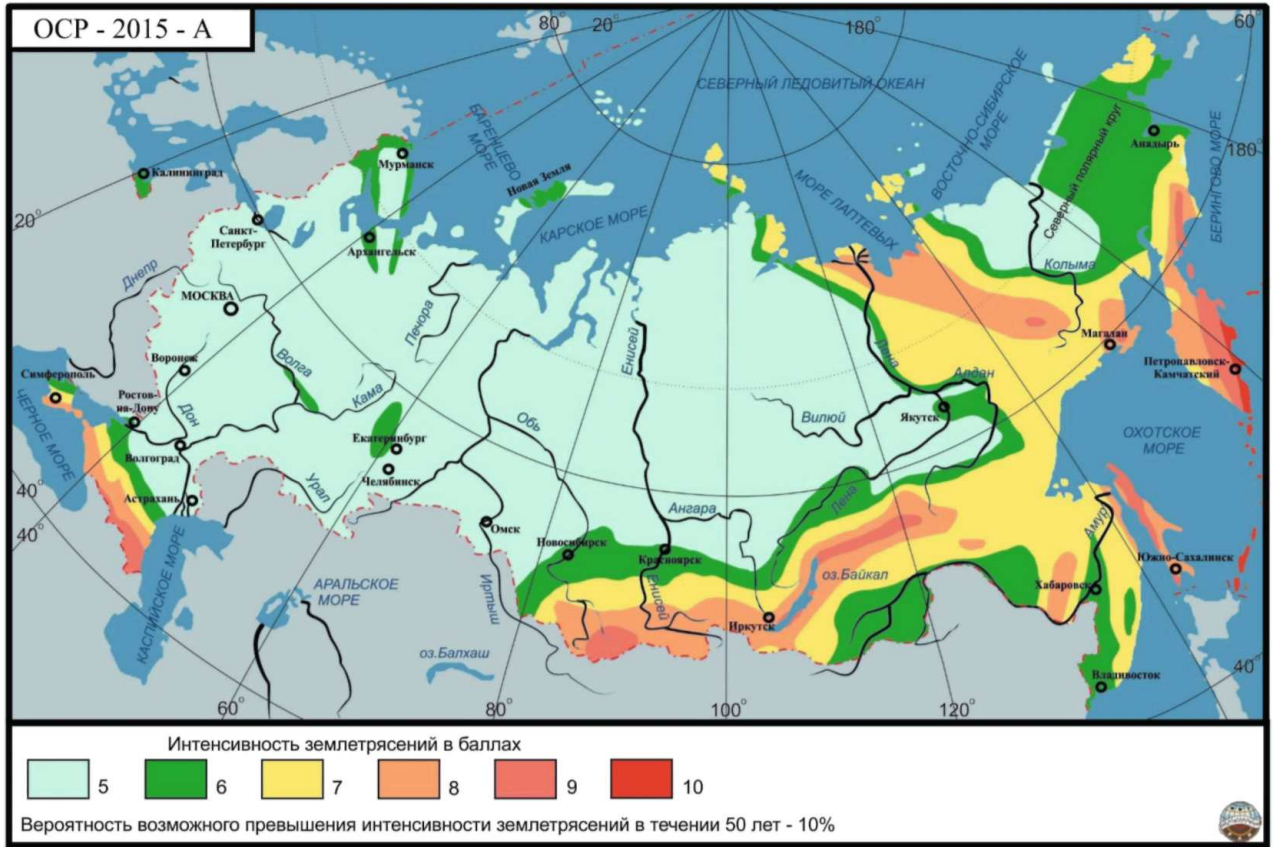 ОСР - 2015 - А
80°
20°
180°
60°
СЕВЕРНЫЙ ЛЕДОВИТЫЙ ОКЕАН
ВОСТОЧНО-СИБИРСКОЕ
МОРЕ
БЕРИНГОВО МОРЕ
БАРЕНЦЕВО
МОРЕ
Северный полярный круг
Анадырь
180°
Мурманск
Калининград
Новая Земля
МОРЕ ЛАПТЕВЫХ
КАРСКОЕ МОРЕ
20°
Санкт-
Петербург
Архангельск
Колыма
Днепр
МОСКВА
Печора
Енисей
Магадан
Лена
Воронеж
Волга
Петропавловск-
Камчатский
Симферополь
Ростов-
на-Дону
Дон
Кама
Алдан
ЧЕРНОЕ МОРЕ
Обь
Вилюй
Якутск
Екатеринбург
ОХОТСКОЕ
МОРЕ
Волгоград
Челябинск
40°
Астрахань
Урал
Лена
Ангара
Амур
40°
Омск
Новосибирск
Красноярск
Южно-Сахалинск
КАСПИЙСКОЕ МОРЕ
АРАЛЬСКОЕ
МОРЕ
Иртыш
Енисей
оз.Байкал
Хабаровск
Иркутск
оз.Балхаш
40°
Владивосток
60°
80°
100°
120°
Интенсивность землетрясений в баллах
5 6 7 8 9 10
Вероятность возможного превышения интенсивности землетрясений в течении 50 лет - 10%